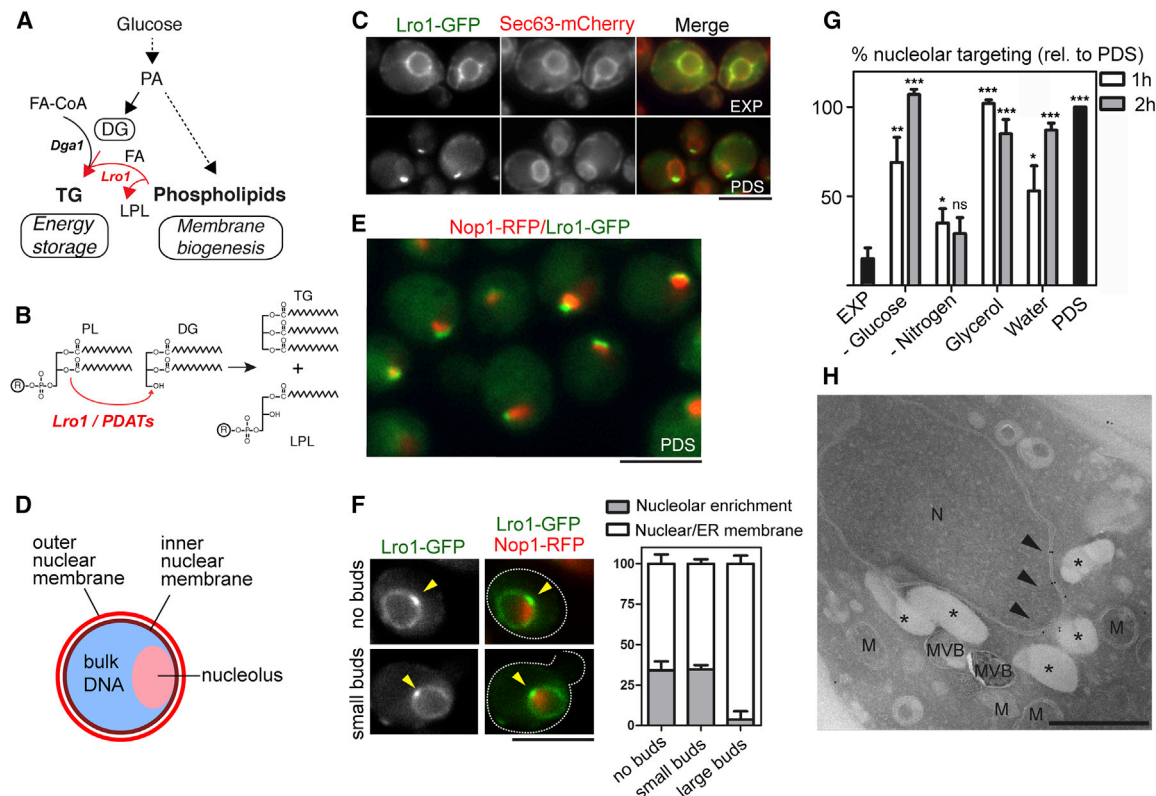 A
Glucose
PA
FA-CoA
DG
Dga1
FA
Lro1
TG
Phospholipids
LPL
Energy
storage
Membrane
biogenesis
B
PL
DG
TG
O C
O
O C
O
R O P O
O
O
O C
O
O C
O
OH
Lro1 / PDATs
O C
O
O C
O
O C
O
+
O C
O
OH
R O P O
O
O
LPL
C
Lro1-GFP
Sec63-mCherry
Merge
EXP
PDS
D
outer
nuclear
membrane
inner
nuclear
membrane
bulk
DNA
nucleolus
E
Nop1-RFP/Lro1-GFP
PDS
F
Lro1-GFP
Lro1-GFP
Nop1-RFP
no buds
small buds
Nucleolar enrichment
Nuclear/ER membrane
100
75
50
25
0
no buds
small buds
large buds
G
% nucleolar targeting (rel. to PDS)
1h
2h
100
50
** *** * ns *** *** * *** ***
EXP
- Glucose
- Nitrogen
Glycerol
Water
PDS
H
N
*
*
*
*
*
M
MVB
MVB
M
M
M